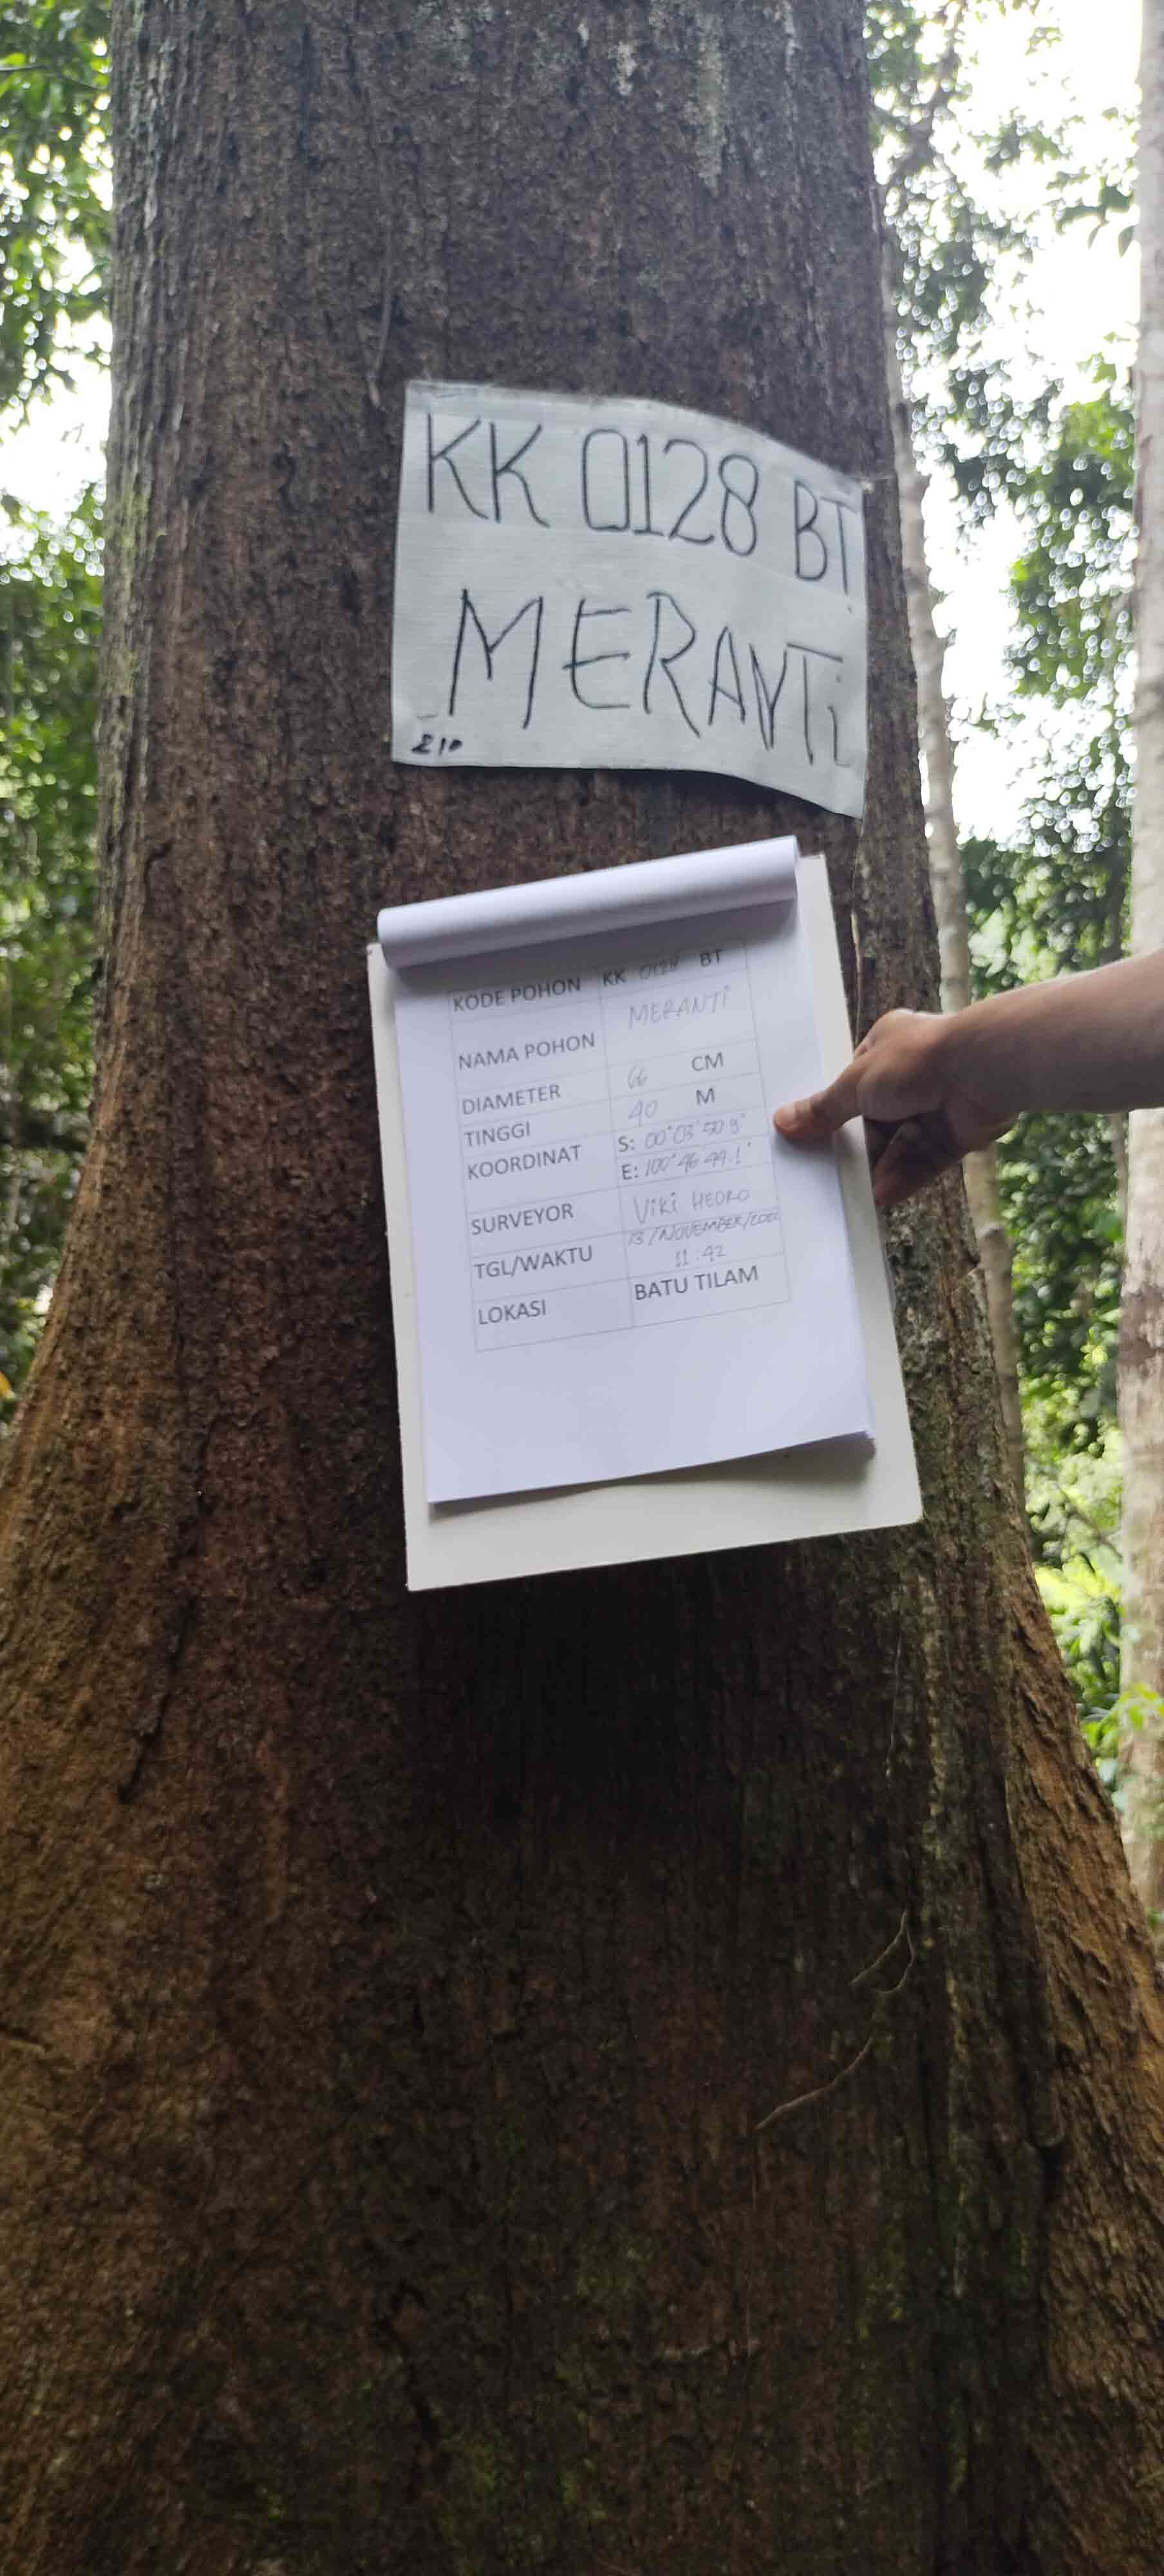 KK 0128 BT
MERANTi
210
KODE POHON KK 0128 BT
NAMA POHON MERANTi
DIAMETER 66 CM
TINGGI 40 M
KOORDINAT S: 00°03'50.9"
E: 100°46'44.1"
SURVEYOR ViKi HEDRO
TGL/WAKTU 13/NOVEMBER/
11:42
LOKASI BATU TILAM